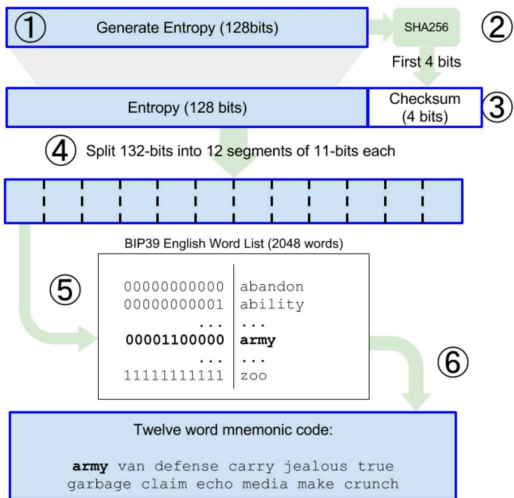 ① Generate Entropy (128bits) SHA256 ②
First 4 bits
Entropy (128 bits) Checksum (4 bits) ③
④ Split 132-bits into 12 segments of 11-bits each
BIP39 English Word List (2048 words)
⑤
00000000000 abandon
00000000001 ability
... ...
00001100000 army
... ...
11111111111 zoo
⑥
Twelve word mnemonic code:
army van defense carry jealous true
garbage claim echo media make crunch